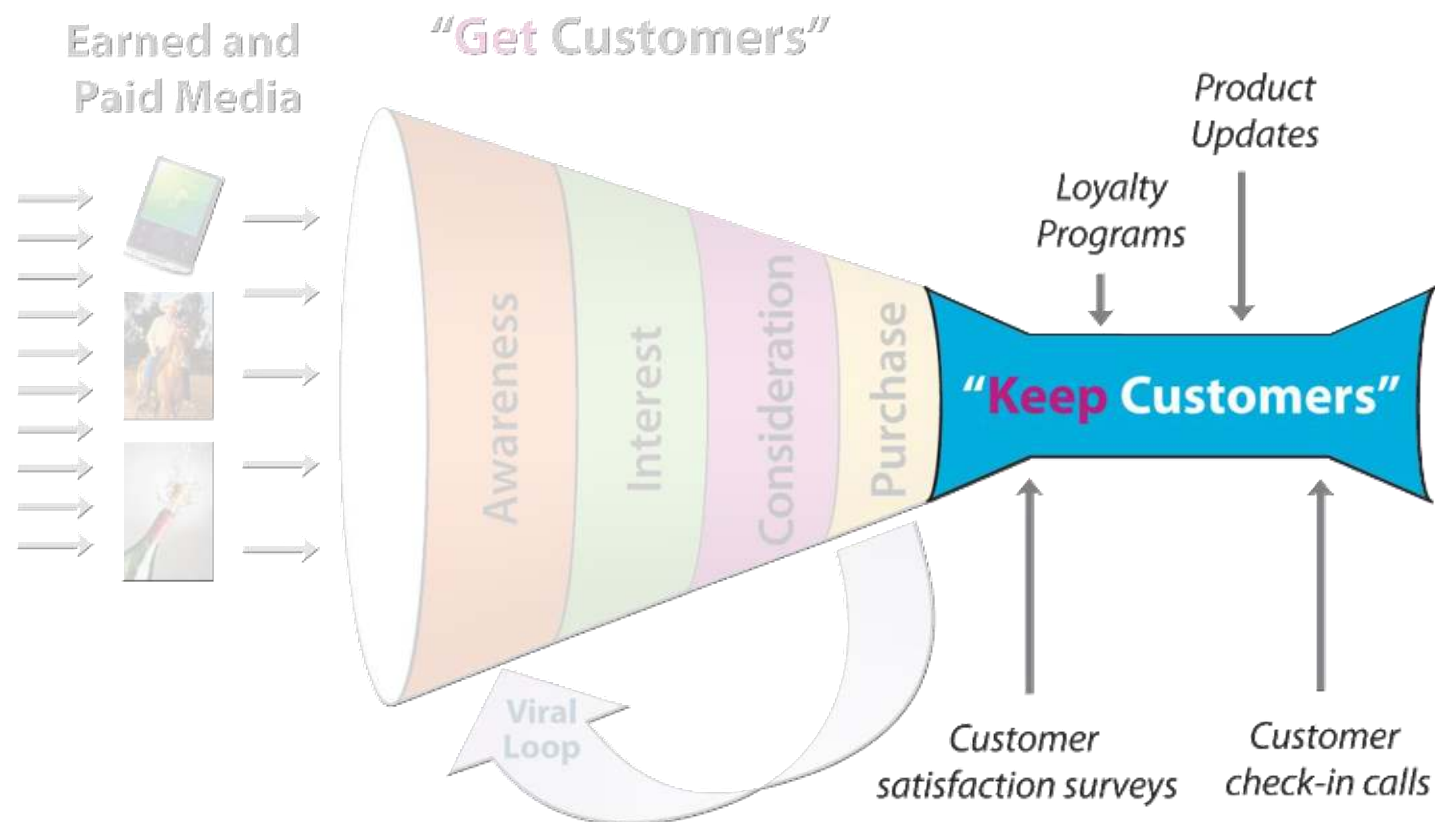 Earned and
Paid Media
“Get Customers”
Product
Updates
Loyalty
Programs
Awareness
Interest
Consideration
Purchase
“Keep Customers”
Viral
Loop
Customer
satisfaction surveys
Customer
check-in calls